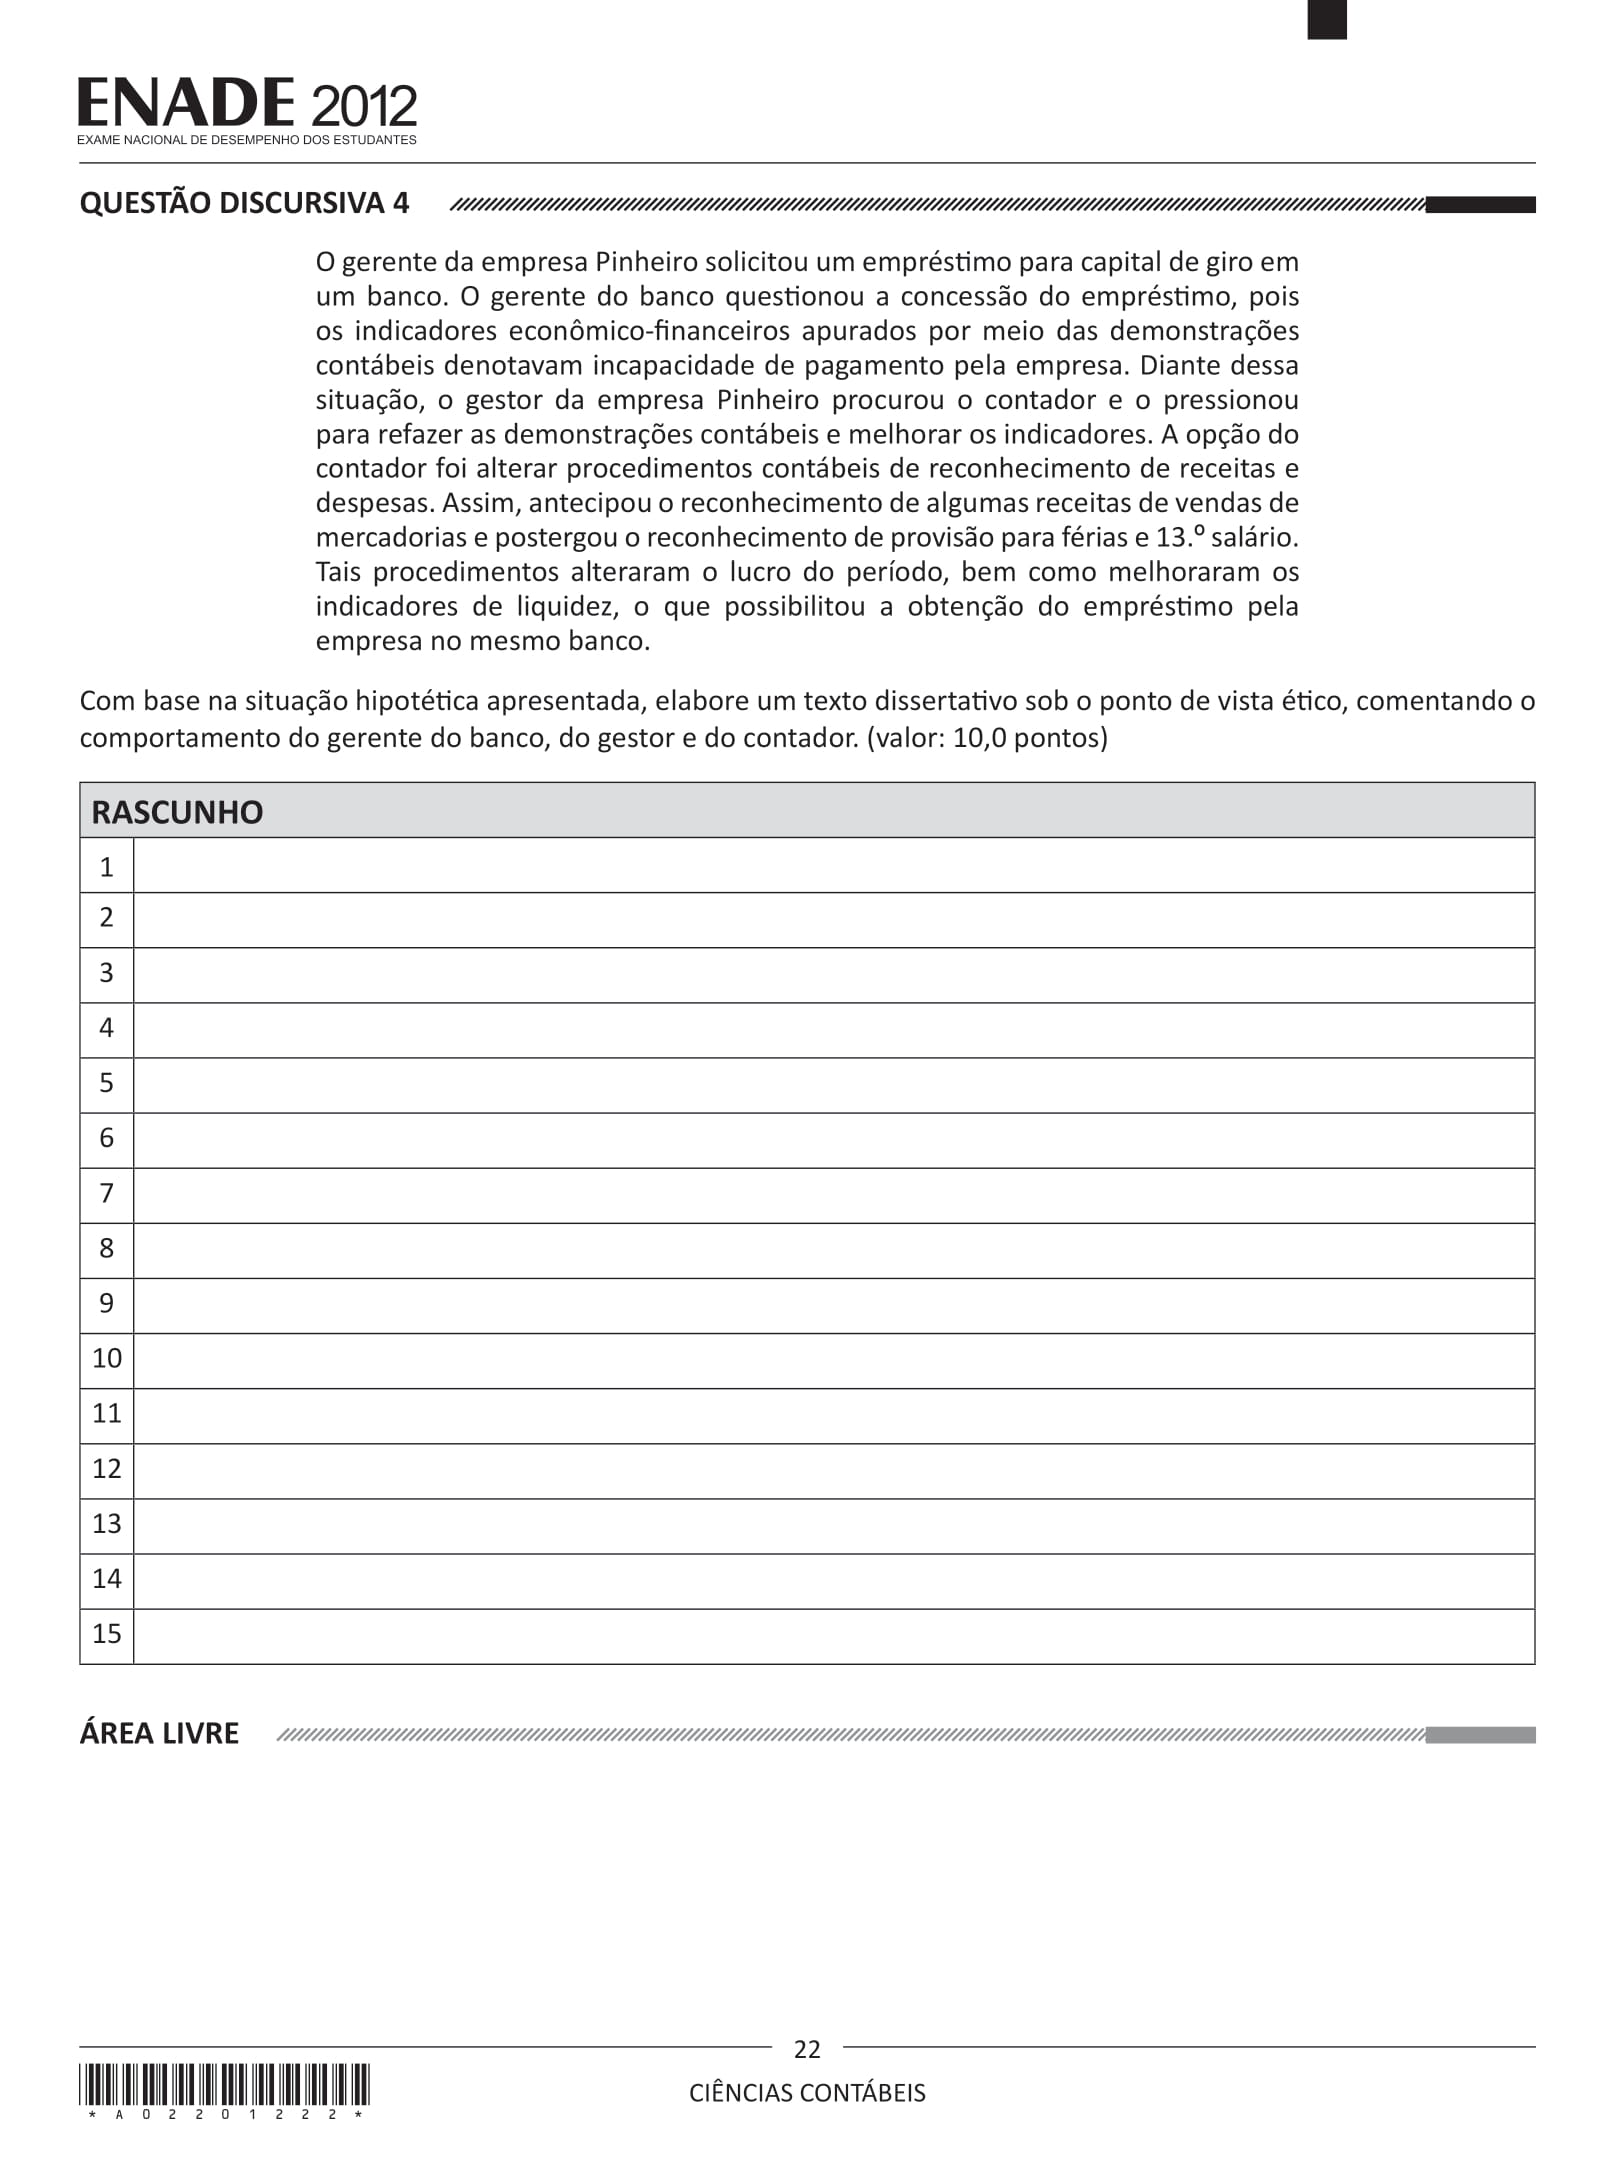 ENADE 2012
EXAME NACIONAL DE DESEMPENHO DOS ESTUDANTES
QUESTÃO DISCURSIVA 4
O gerente da empresa Pinheiro solicitou um empréstimo para capital de giro em
um banco. O gerente do banco questionou a concessão do empréstimo, pois
os indicadores econômico-financeiros apurados por meio das demonstrações
contábeis denotavam incapacidade de pagamento pela empresa. Diante dessa
situação, o gestor da empresa Pinheiro procurou o contador e o pressionou
para refazer as demonstrações contábeis e melhorar os indicadores. A opção do
contador foi alterar procedimentos contábeis de reconhecimento de receitas e
despesas. Assim, antecipou o reconhecimento de algumas receitas de vendas de
mercadorias e postergou o reconhecimento de provisão para férias e 13.º salário.
Tais procedimentos alteraram o lucro do período, bem como melhoraram os
indicadores de liquidez, o que possibilitou a obtenção do empréstimo pela
empresa no mesmo banco.
Com base na situação hipotética apresentada, elabore um texto dissertativo sob o ponto de vista ético, comentando o
comportamento do gerente do banco, do gestor e do contador. (valor: 10,0 pontos)
RASCUNHO
1
2
3
4
5
6
7
8
9
10
11
12
13
14
15
ÁREA LIVRE
22
CIÊNCIAS CONTÁBEIS
* A 0 2 2 0 1 2 2 2 *